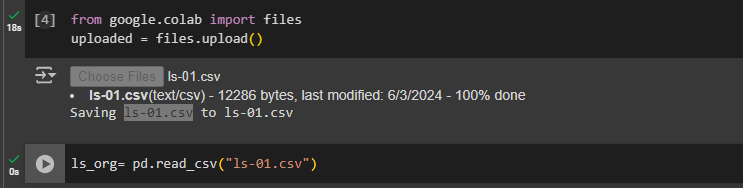 [4] from google.colab import files
18s
uploaded = files.upload()
Choose Files ls-01.csv
• ls-01.csv(text/csv) - 12286 bytes, last modified: 6/3/2024 - 100% done
Saving ls-01.csv to ls-01.csv
ls_org= pd.read_csv("ls-01.csv")
0s